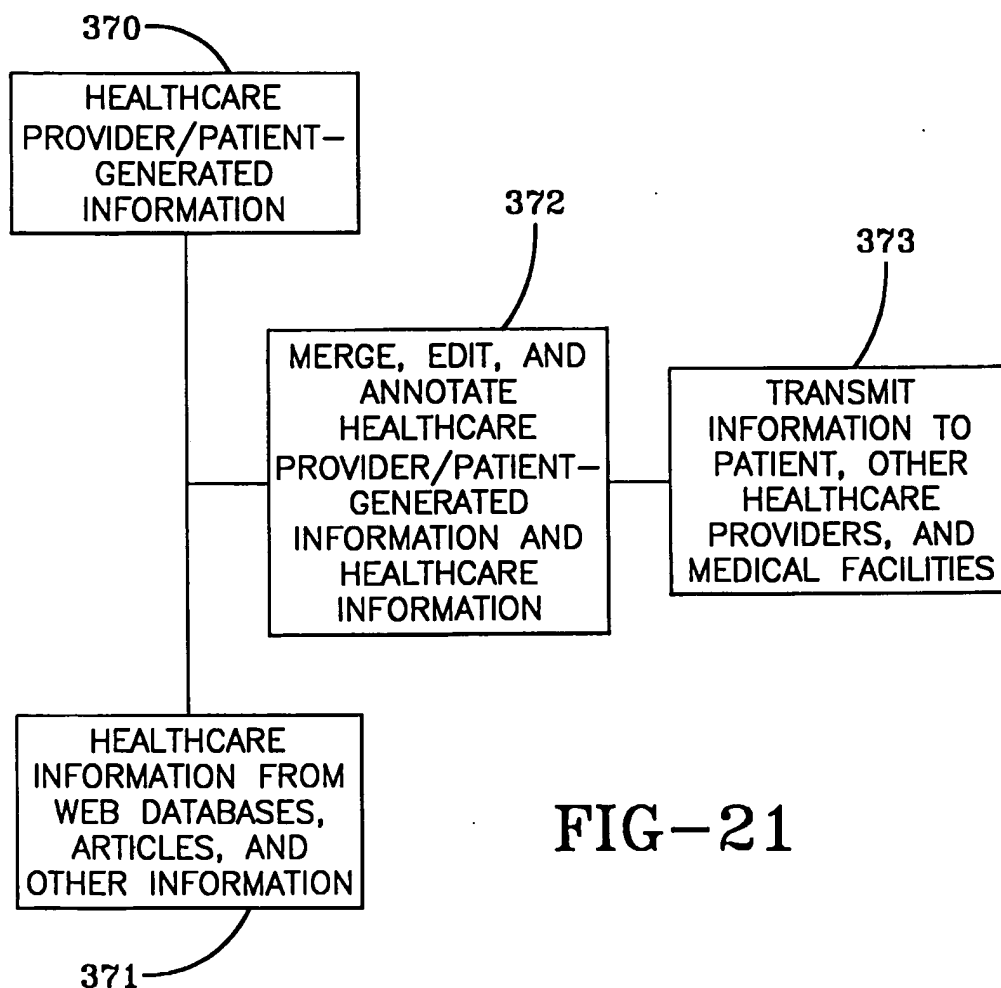 370
HEALTHCARE
PROVIDER/PATIENT-
GENERATED
INFORMATION
372
MERGE, EDIT, AND
ANNOTATE
HEALTHCARE
PROVIDER/PATIENT-
GENERATED
INFORMATION AND
HEALTHCARE
INFORMATION
373
TRANSMIT
INFORMATION TO
PATIENT, OTHER
HEALTHCARE
PROVIDERS, AND
MEDICAL FACILITIES
HEALTHCARE
INFORMATION FROM
WEB DATABASES,
ARTICLES, AND
OTHER INFORMATION
371
FIG-21